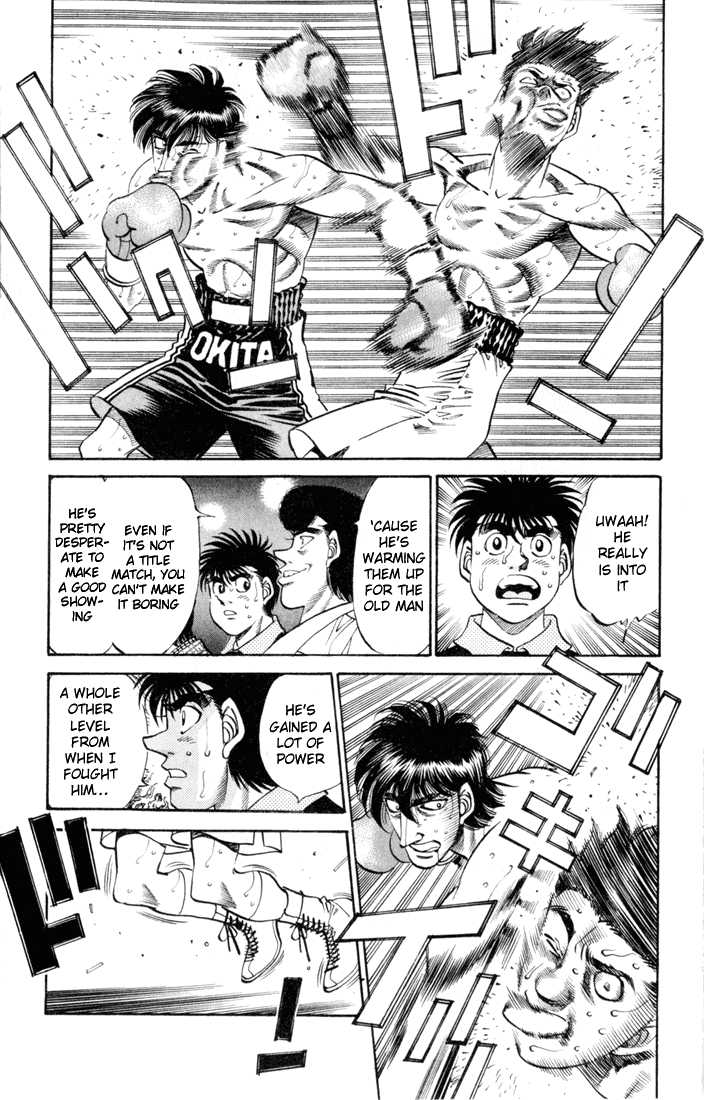 OKITA
UWAAH!
HE
REALLY
IS INTO
IT
'CAUSE
HE'S
WARMING
THEM UP
FOR THE
OLD MAN
EVEN IF
IT'S NOT
A TITLE
MATCH, YOU
CAN'T MAKE
IT BORING
HE'S
PRETTY
DESPER-
ATE TO
MAKE
A GOOD
SHOW-
ING
HE'S
GAINED A
LOT OF
POWER
A WHOLE
OTHER
LEVEL
FROM
WHEN I
FOUGHT
HIM...